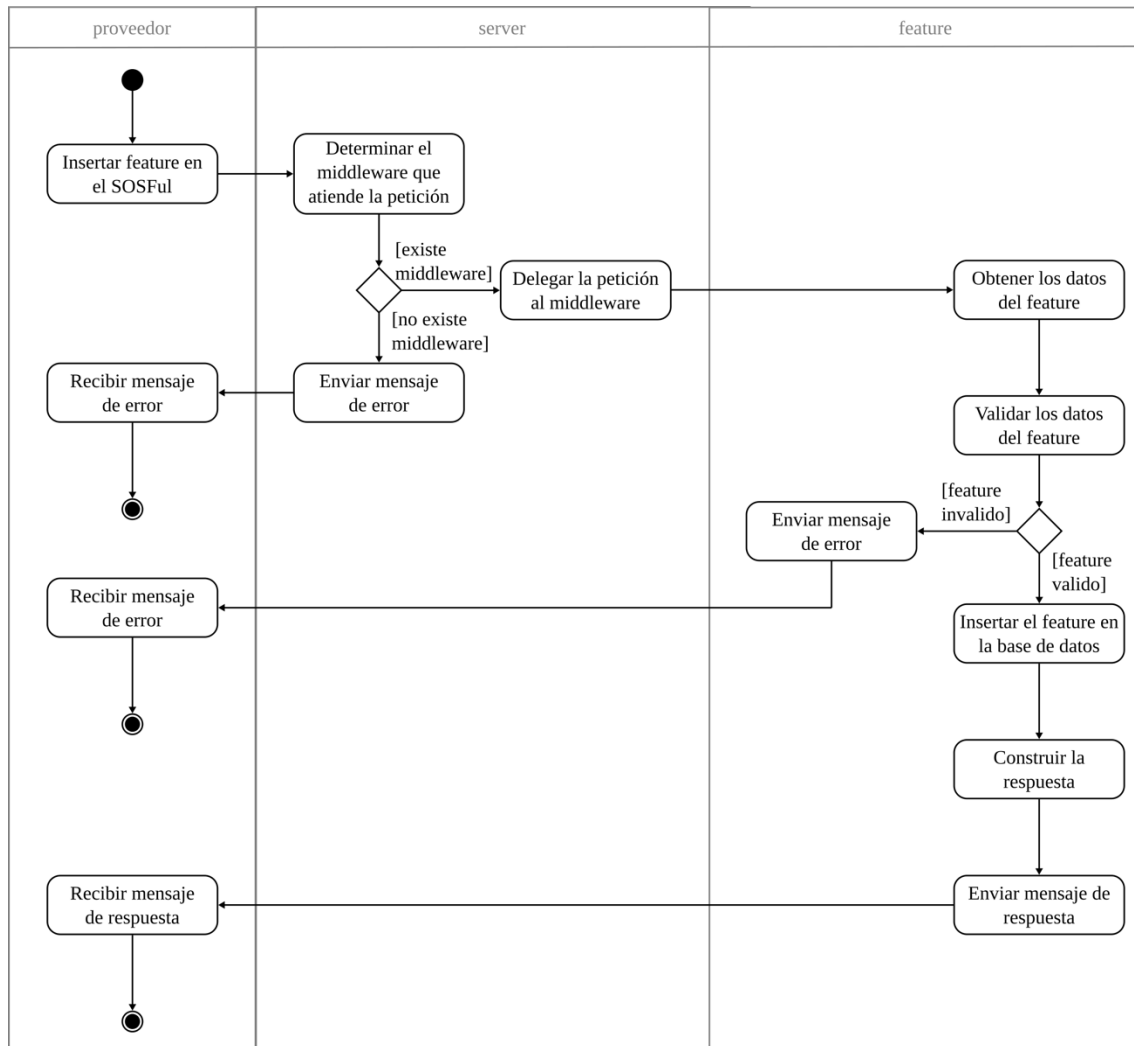 proveedor
server
feature
Insertar feature en
el SOSFul
Determinar el
middleware que
atiende la petición
[existe
middleware]
Delegar la petición
al middleware
Obtener los datos
del feature
[no existe
middleware]
Recibir mensaje
de error
Enviar mensaje
de error
Validar los datos
del feature
[feature
invalido]
Enviar mensaje
de error
[feature
valido]
Recibir mensaje
de error
Insertar el feature en
la base de datos
Construir la
respuesta
Recibir mensaje
de respuesta
Enviar mensaje de
respuesta